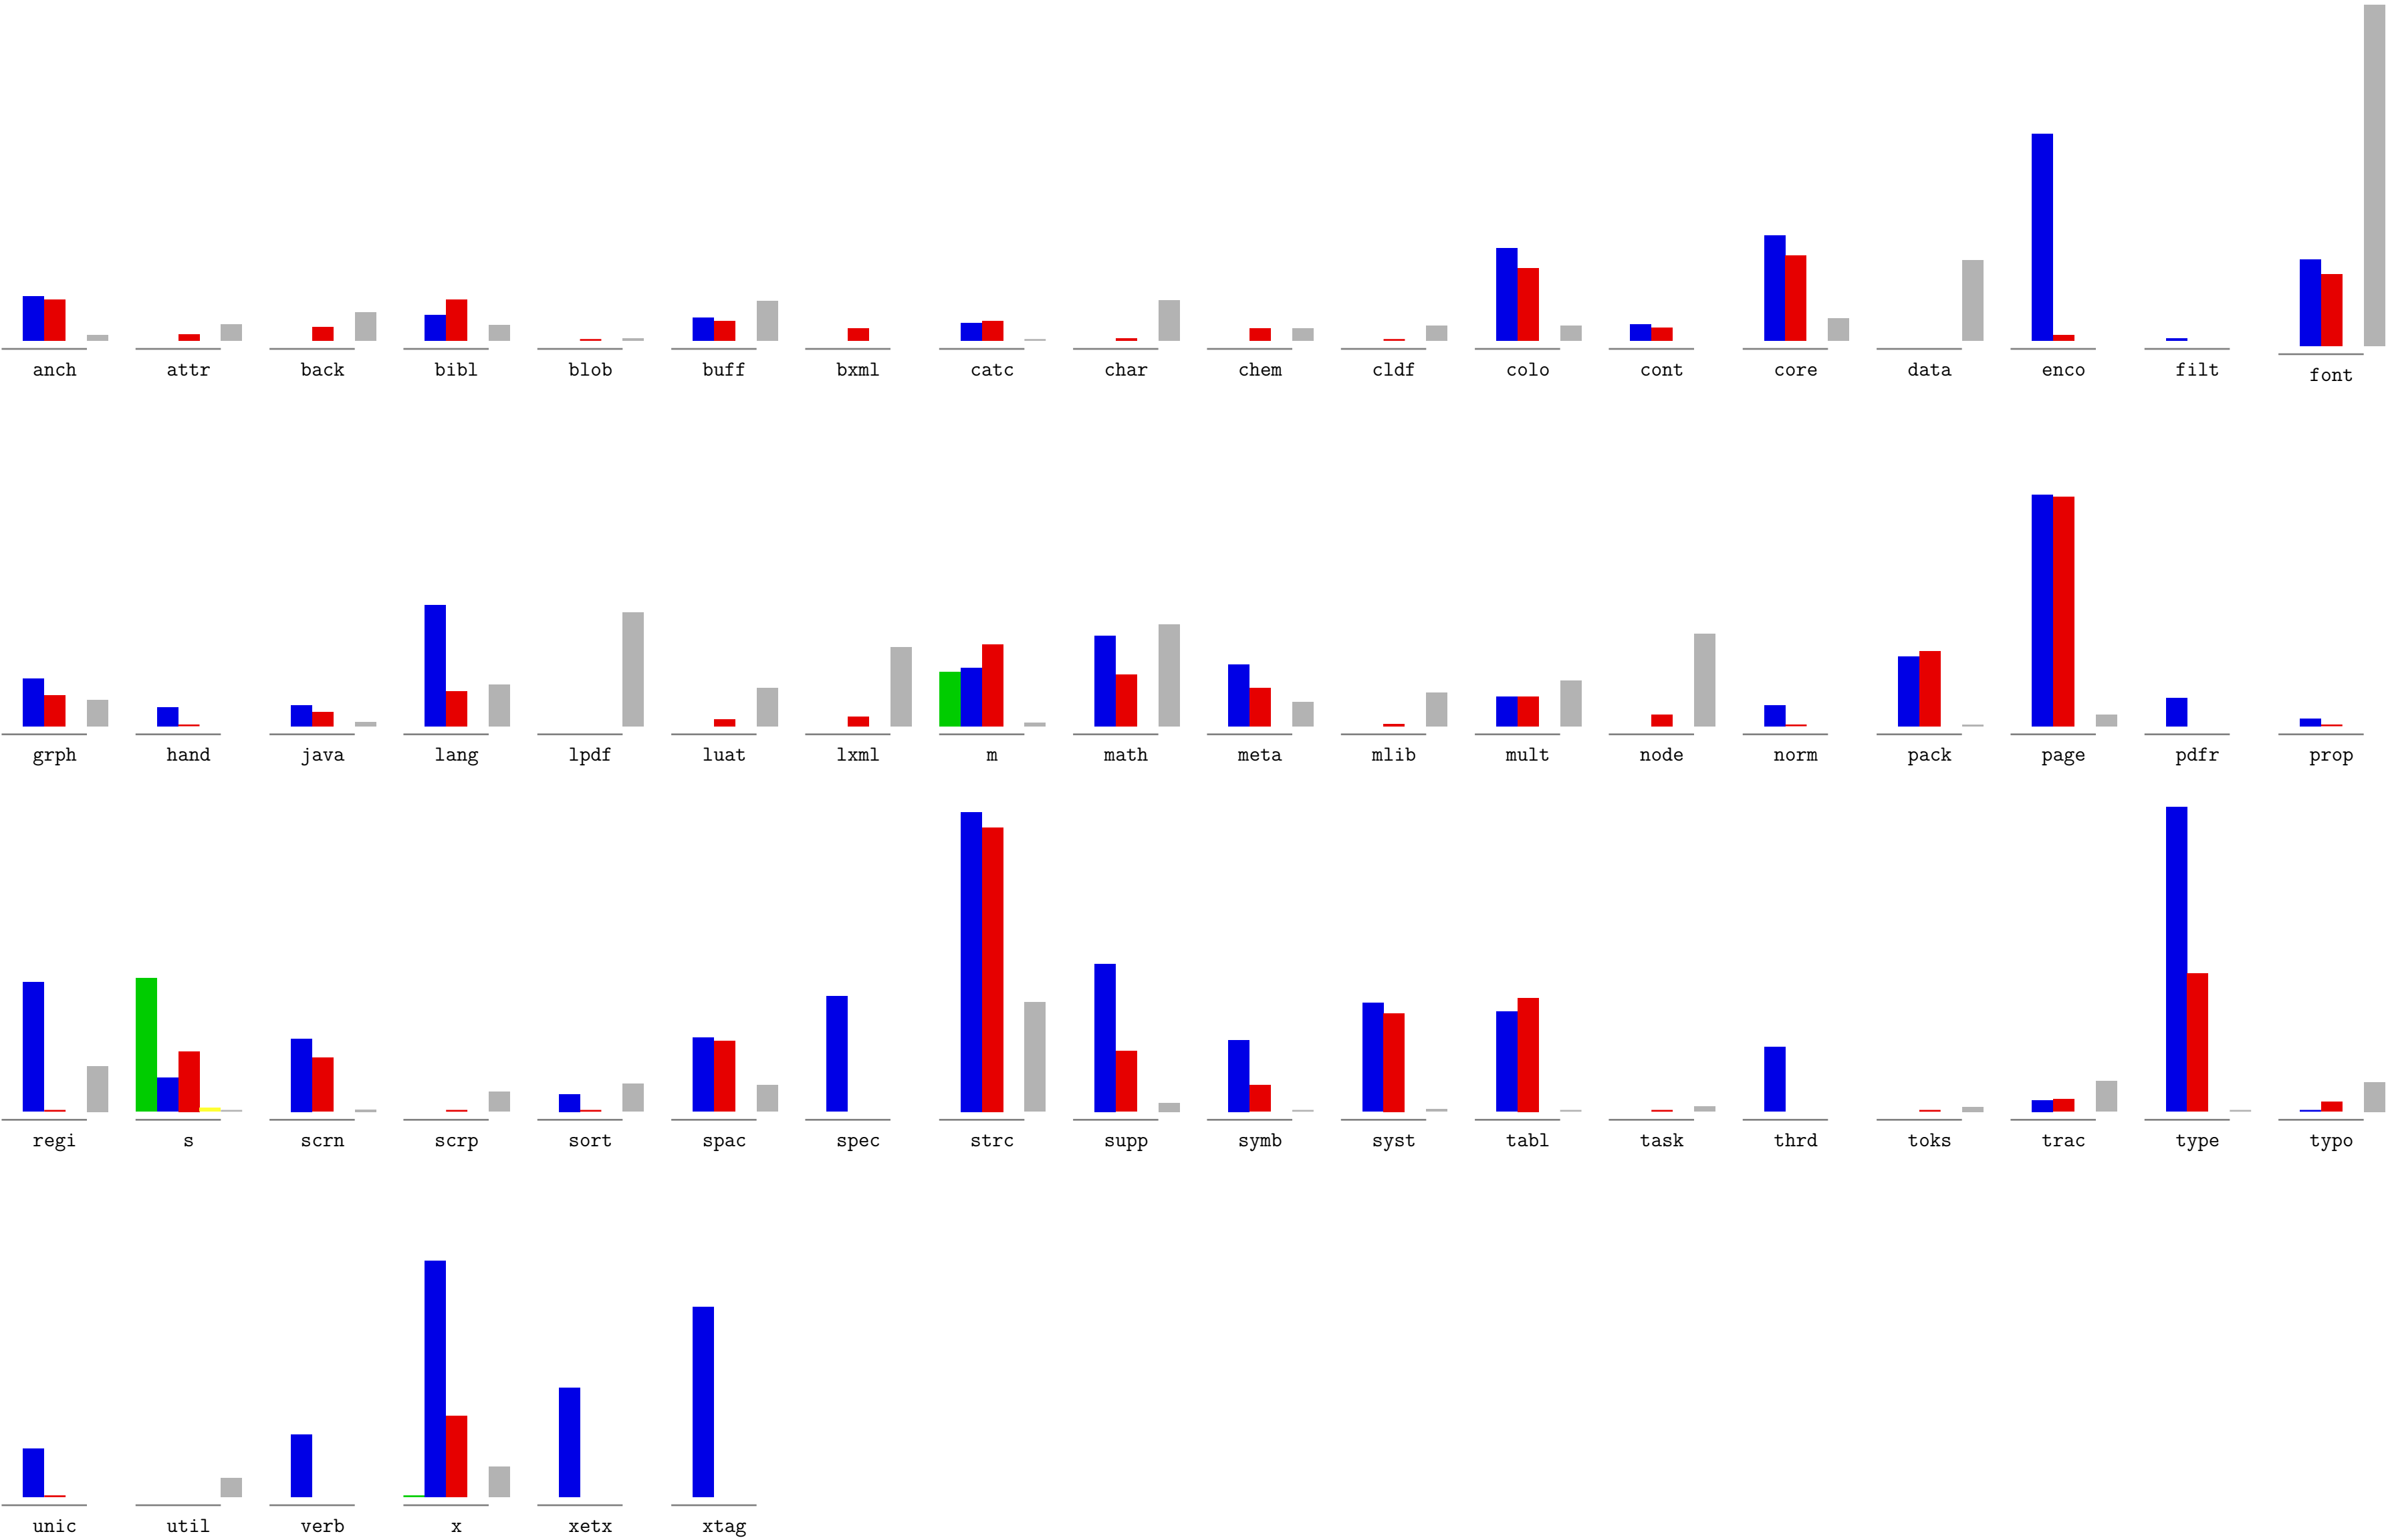 anch attr back bibl blob buff bxml catc char chem cldf colo cont core data enco filt font
grph hand java lang lpdf luat lxml m math meta mlib mult node norm pack page pdfr prop
regi s scrn scrp sort spac spec strc supp symb syst tabl task thrd toks trac type typo
unic util verb x xetx xtag